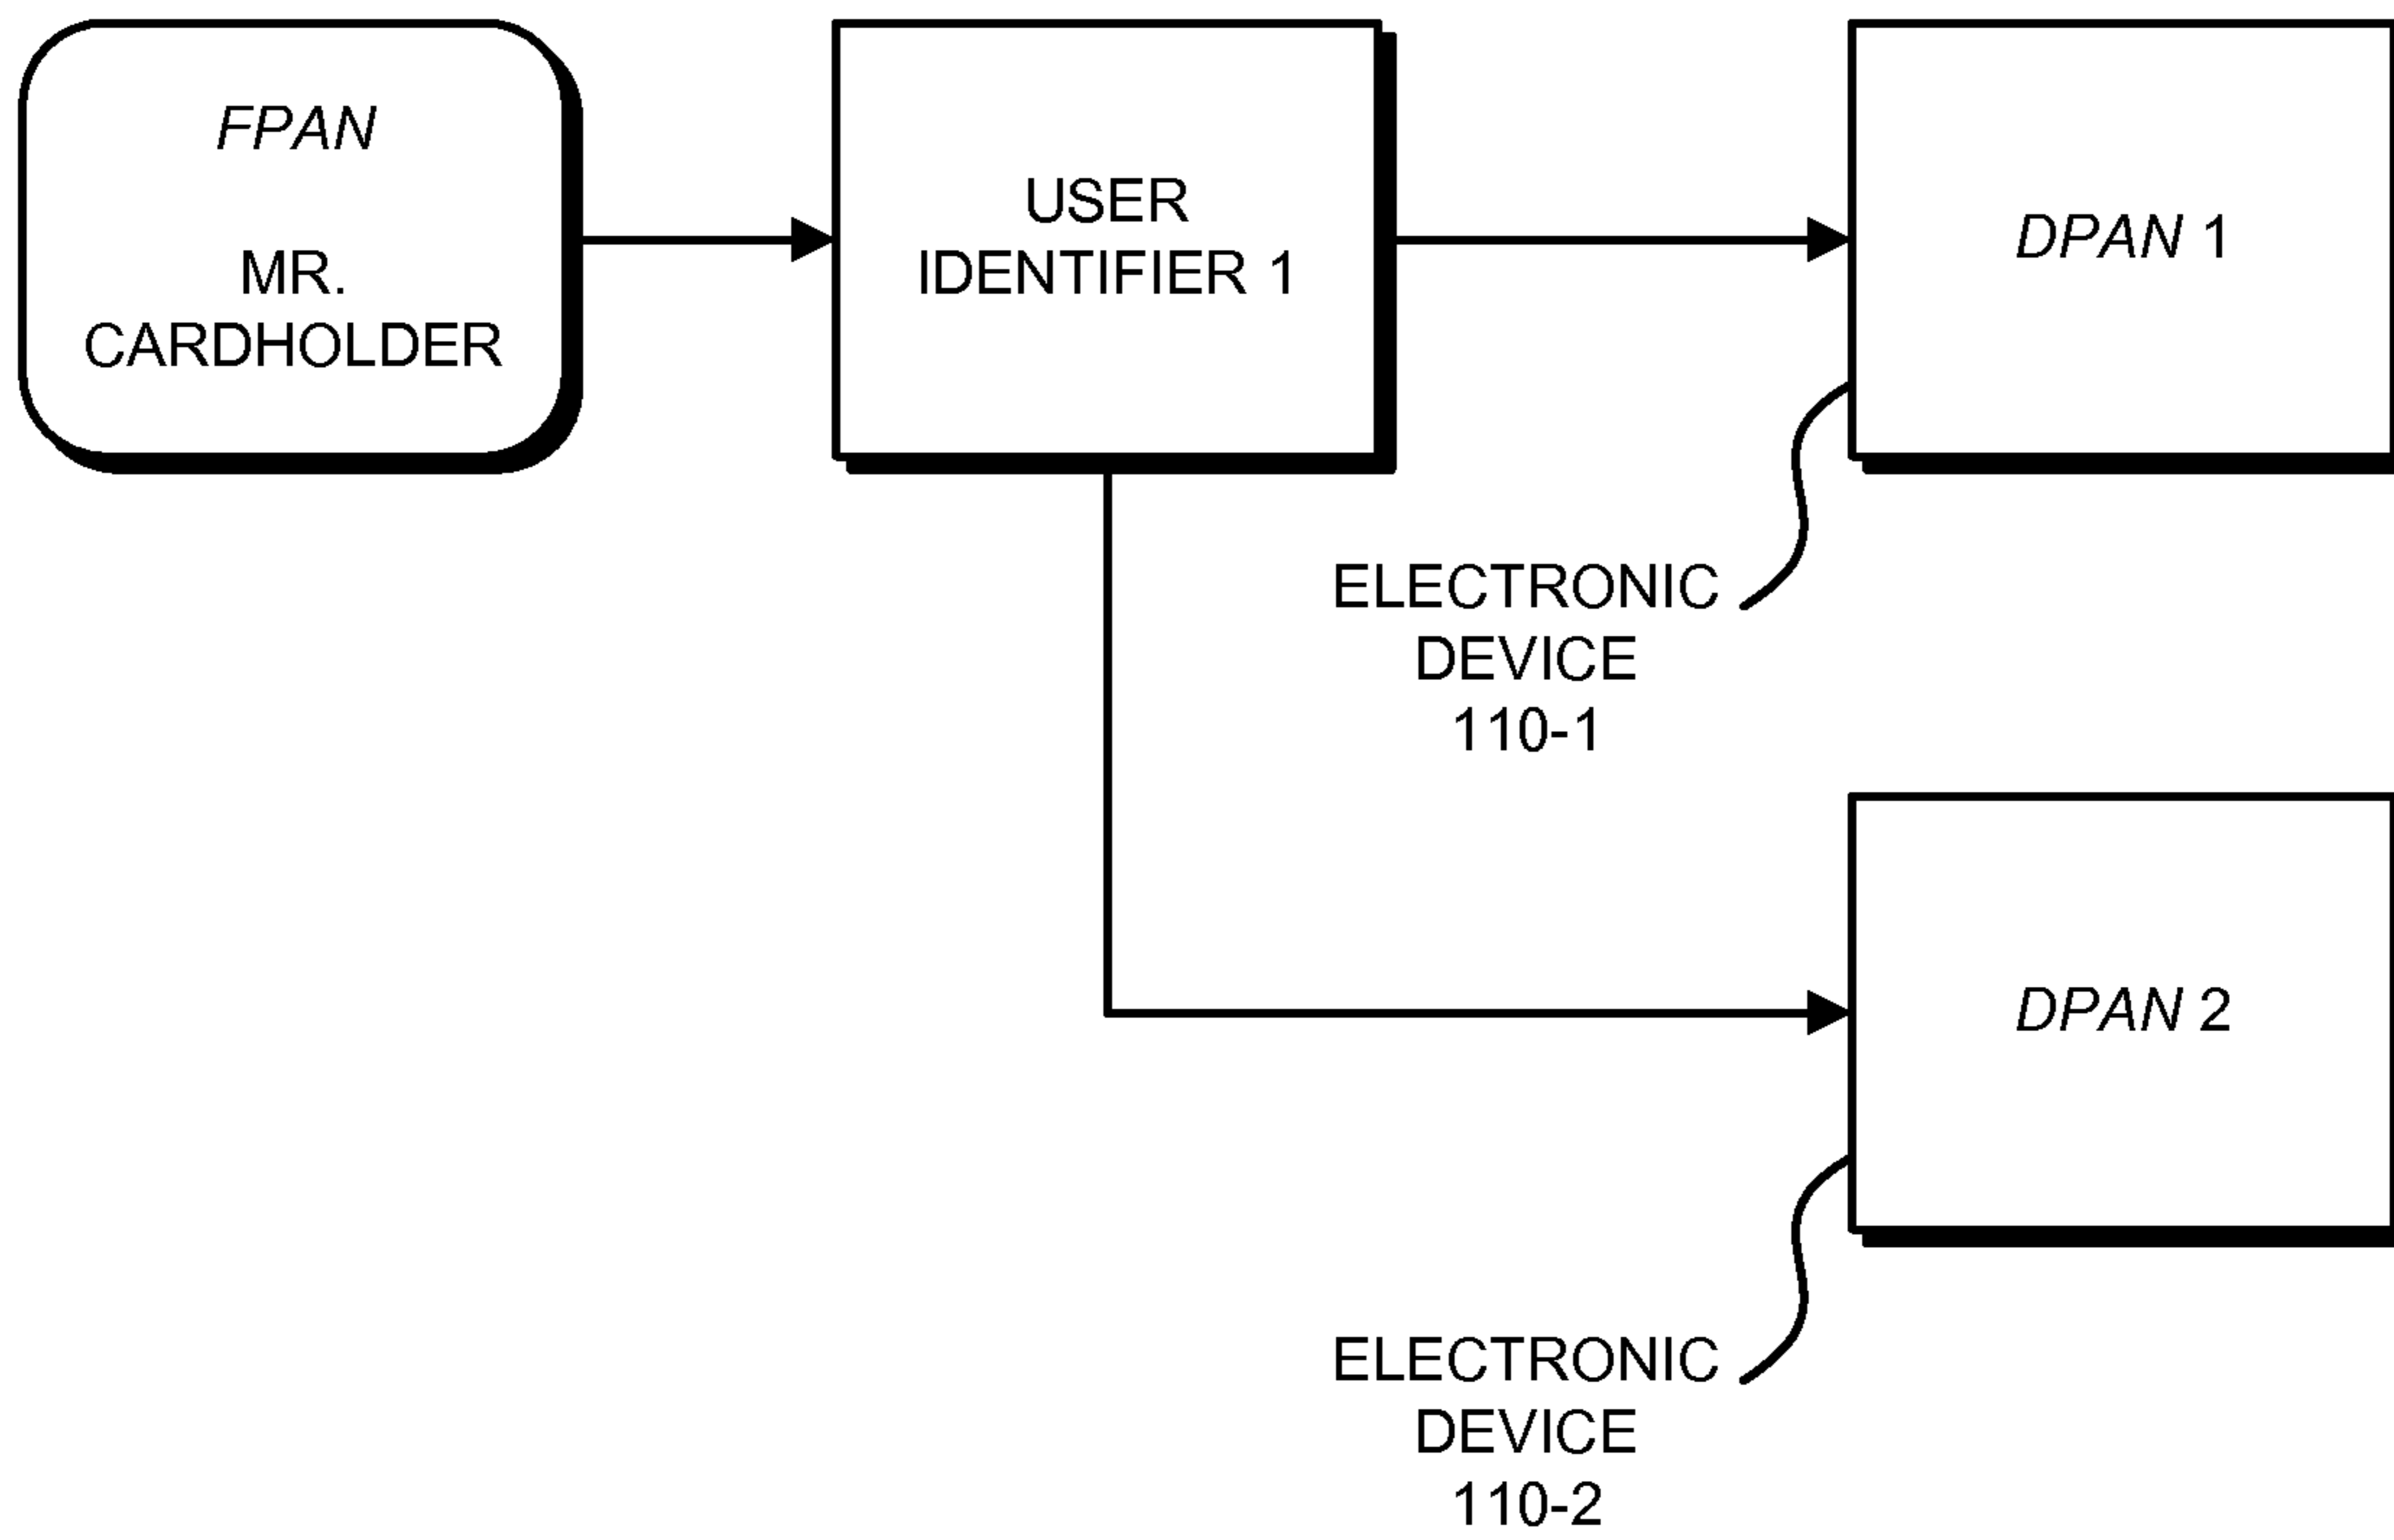 FPAN
MR.
CARDHOLDER
USER
IDENTIFIER 1
DPAN 1
ELECTRONIC
DEVICE
110-1
DPAN 2
ELECTRONIC
DEVICE
110-2